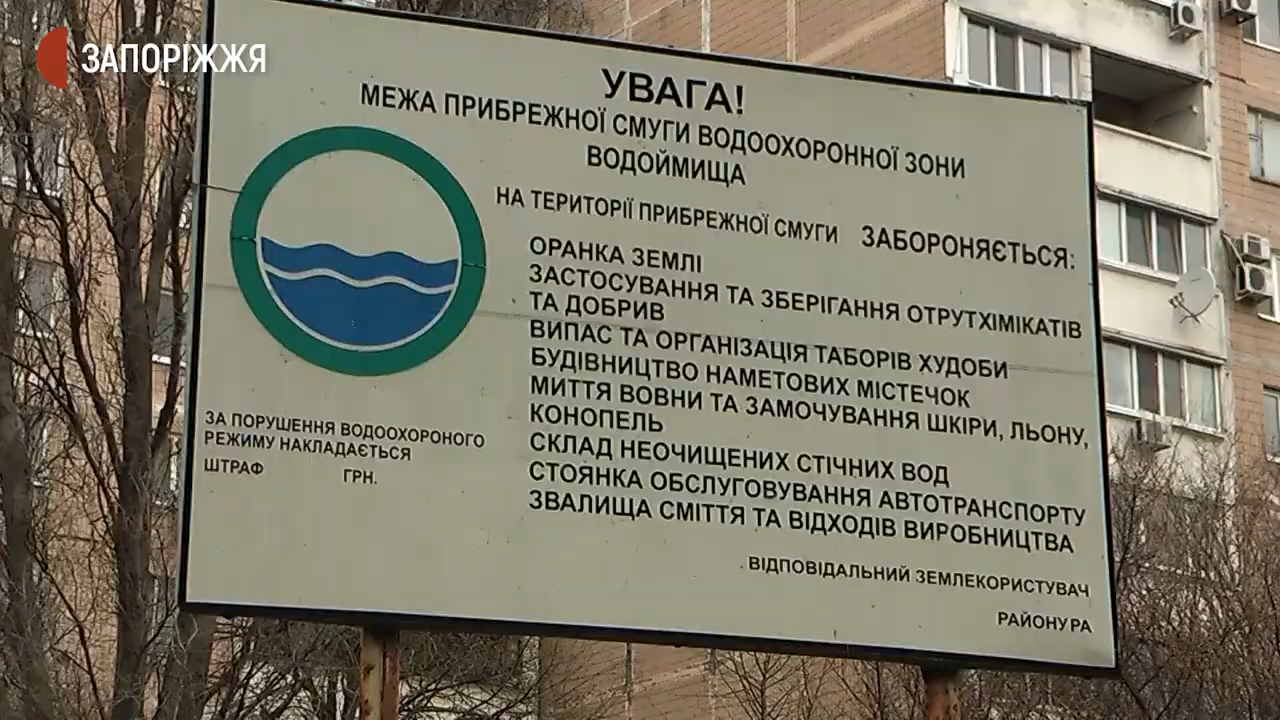 ЗАПОРІЖЖЯ
УВАГА!
МЕЖА ПРИБРЕЖНОЇ СМУГИ ВОДООХОРОННОЇ ЗОНИ
ВОДОЙМИЩА
НА ТЕРИТОРІЇ ПРИБРЕЖНОЇ СМУГИ ЗАБОРОНЯЄТЬСЯ:
ОРАНКА ЗЕМЛІ
ЗАСТОСУВАННЯ ТА ЗБЕРІГАННЯ ОТРУТХІМІКАТІВ
ТА ДОБРИВ
ВИПАС ТА ОРГАНІЗАЦІЯ ТАБОРІВ ХУДОБИ
БУДІВНИЦТВО НАМЕТОВИХ МІСТЕЧОК
МИТТЯ ВОВНИ ТА ЗАМОЧУВАННЯ ШКІРИ, ЛЬОНУ,
КОНОПЕЛЬ
СКЛАД НЕОЧИЩЕНИХ СТІЧНИХ ВОД
СТОЯНКА ОБСЛУГОВУВАННЯ АВТОТРАНСПОРТУ
ЗВАЛИЩА СМІТТЯ ТА ВІДХОДІВ ВИРОБНИЦТВА
ЗА ПОРУШЕННЯ ВОДООХОРОНОГО
РЕЖИМУ НАКЛАДАЄТЬСЯ
ШТРАФ ГРН.
ВІДПОВІДАЛЬНИЙ ЗЕМЛЕКОРИСТУВАЧ
РАЙОНУ РА